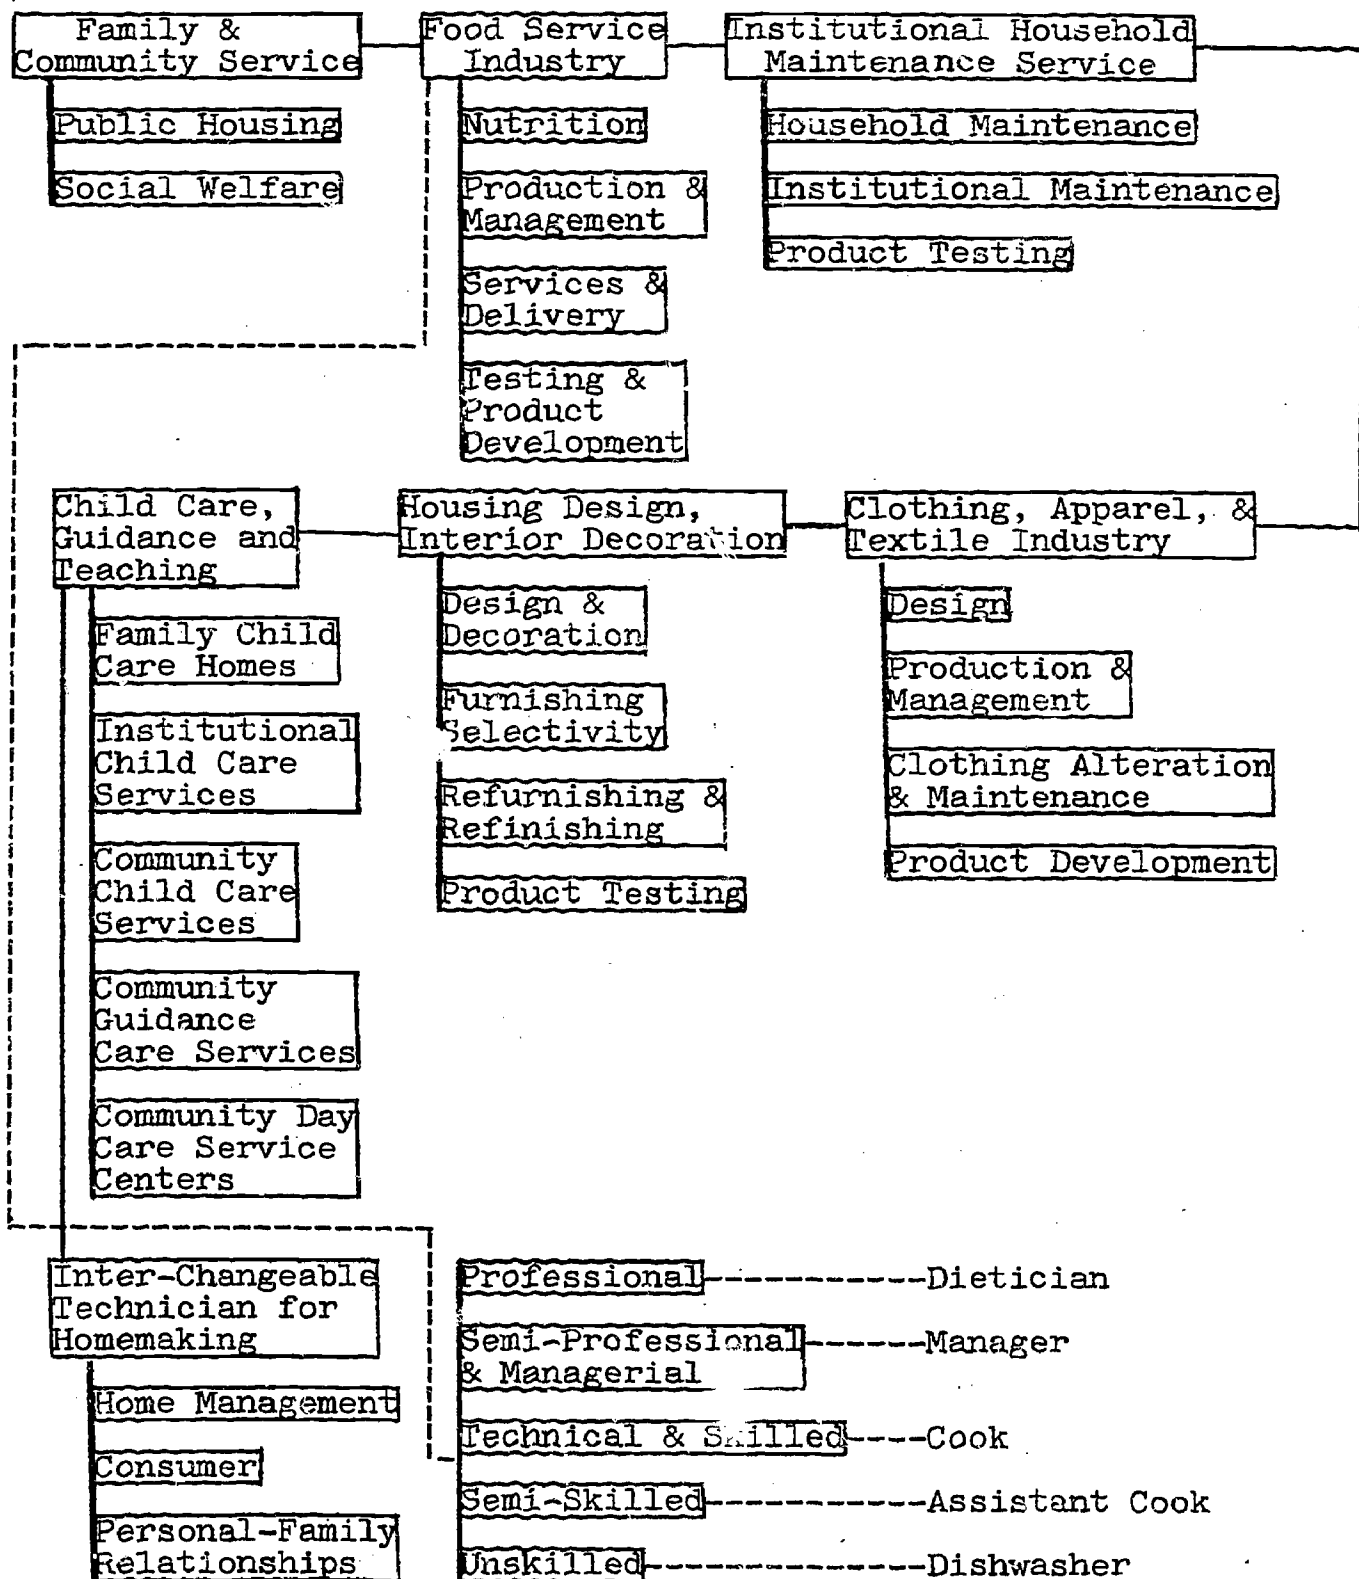 Family &
Community Service
Public Housing
Social Welfare
Food Service
Industry
Nutrition
Production &
Management
Services &
Delivery
Testing &
Product
Development
Institutional Household
Maintenance Service
Household Maintenance
Institutional Maintenance
Product Testing
Child Care,
Guidance and
Teaching
Family Child
Care Homes
Institutional
Child Care
Services
Community
Child Care
Services
Community
Guidance
Care Services
Community Day
Care Service
Centers
Housing Design,
Interior Decoration
Design &
Decoration
Furnishing
Selectivity
Refurnishing &
Refinishing
Product Testing
Clothing, Apparel, &
Textile Industry
Design
Production &
Management
Clothing Alteration
& Maintenance
Product Development
Inter-Changeable
Technician for
Homemaking
Home Management
Consumer
Personal-Family
Relationships
Professional Dietician
Semi-Professional Manager
& Managerial
Technical & Skilled Cook
Semi-Skilled Assistant Cook
Unskilled Dishwasher